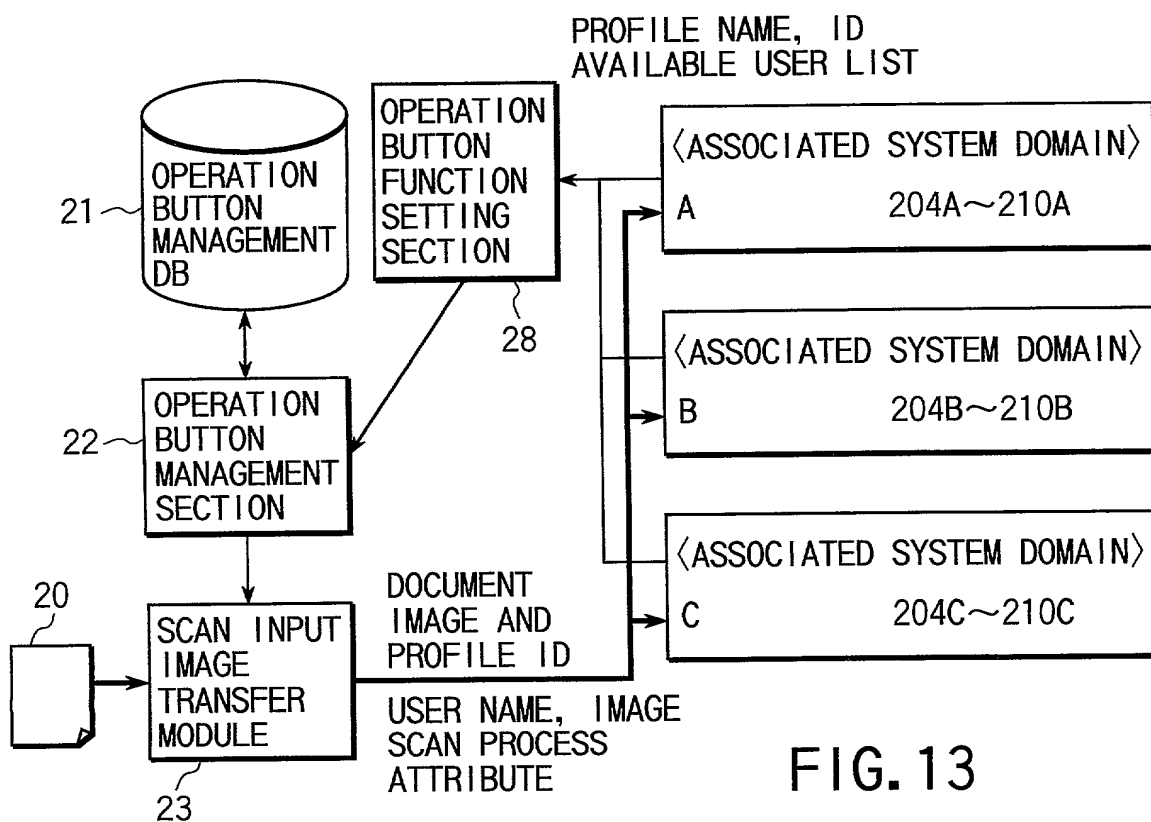 PROFILE NAME, ID
AVAILABLE USER LIST
OPERATION
BUTTON
MANAGEMENT
DB
21
OPERATION
BUTTON
FUNCTION
SETTING
SECTION
28
〈ASSOCIATED SYSTEM DOMAIN〉
A 204A~210A
〈ASSOCIATED SYSTEM DOMAIN〉
B 204B~210B
〈ASSOCIATED SYSTEM DOMAIN〉
C 204C~210C
OPERATION
BUTTON
MANAGEMENT
SECTION
22
20
SCAN INPUT
IMAGE
TRANSFER
MODULE
23
DOCUMENT
IMAGE AND
PROFILE ID
USER NAME, IMAGE
SCAN PROCESS
ATTRIBUTE
FIG.13